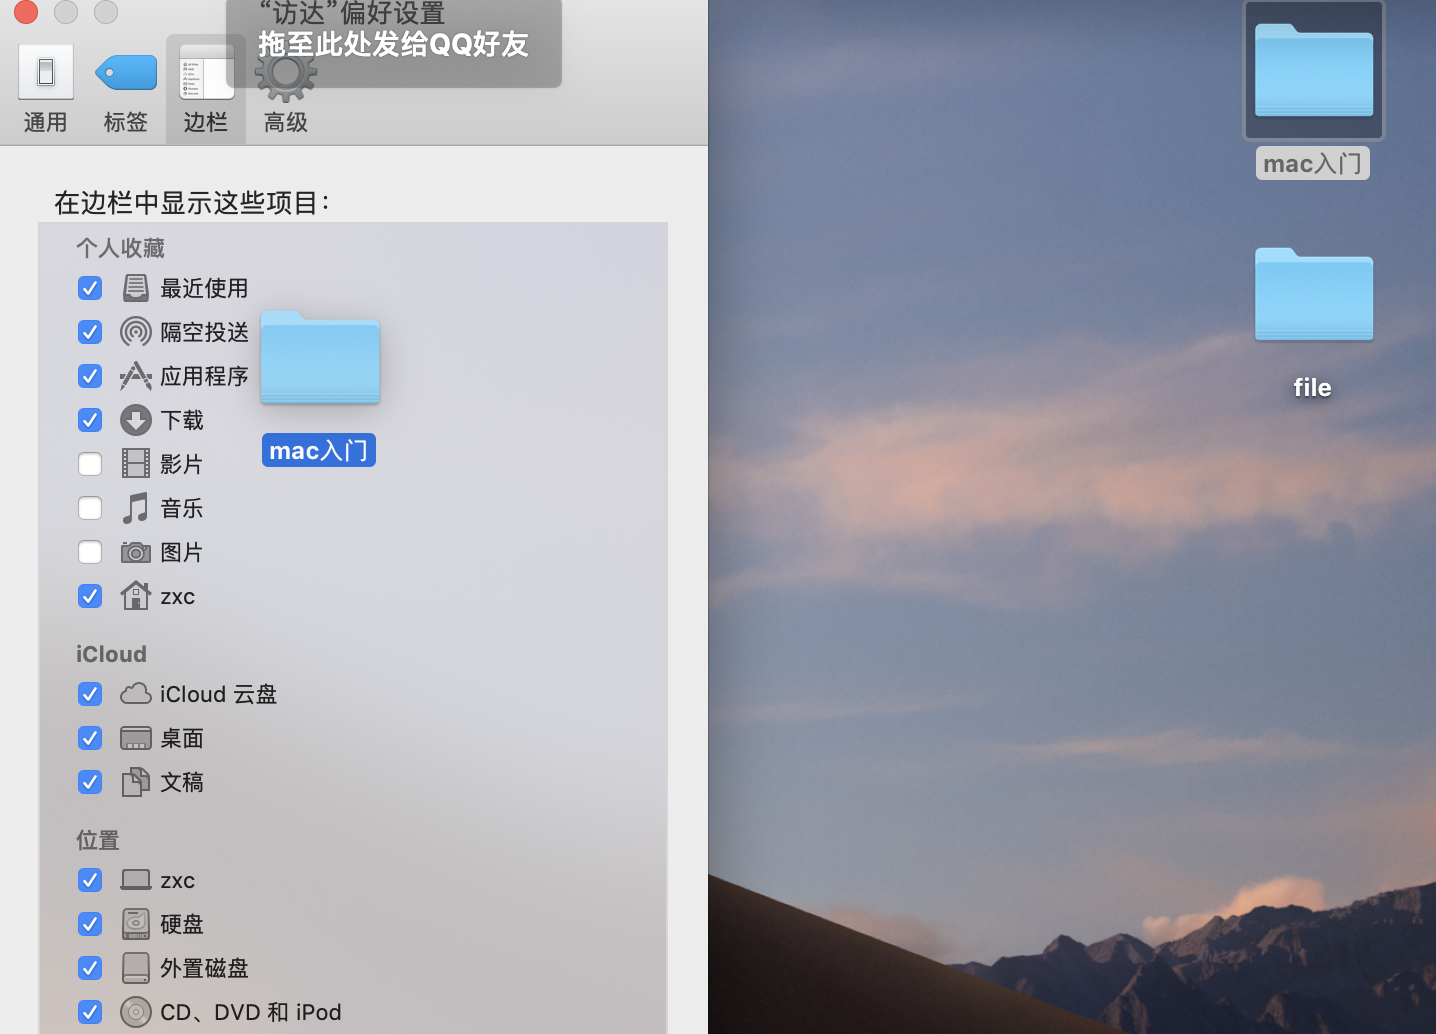 “访达”偏好设置
拖至此处发给QQ好友
通用
标签
边栏
高级
在边栏中显示这些项目：
个人收藏
最近使用
隔空投送
应用程序
下载
影片
音乐
图片
zxc
iCloud
iCloud 云盘
桌面
文稿
位置
zxc
硬盘
外置磁盘
CD、DVD 和 iPod
mac入门
mac入门
file